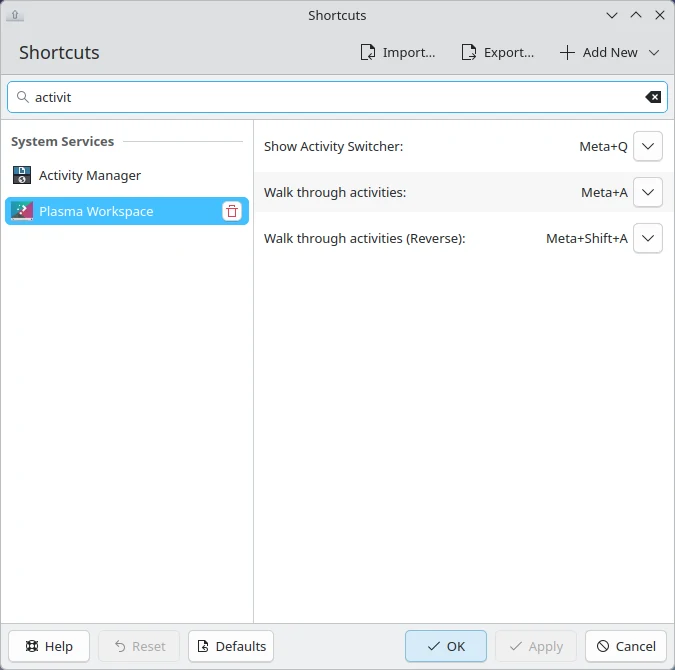 Shortcuts
Shortcuts
Import...
Export...
Add New
activit
System Services
Activity Manager
Plasma Workspace
Show Activity Switcher:
Meta+Q
Walk through activities:
Meta+A
Walk through activities (Reverse):
Meta+Shift+A
Help
Reset
Defaults
OK
Apply
Cancel